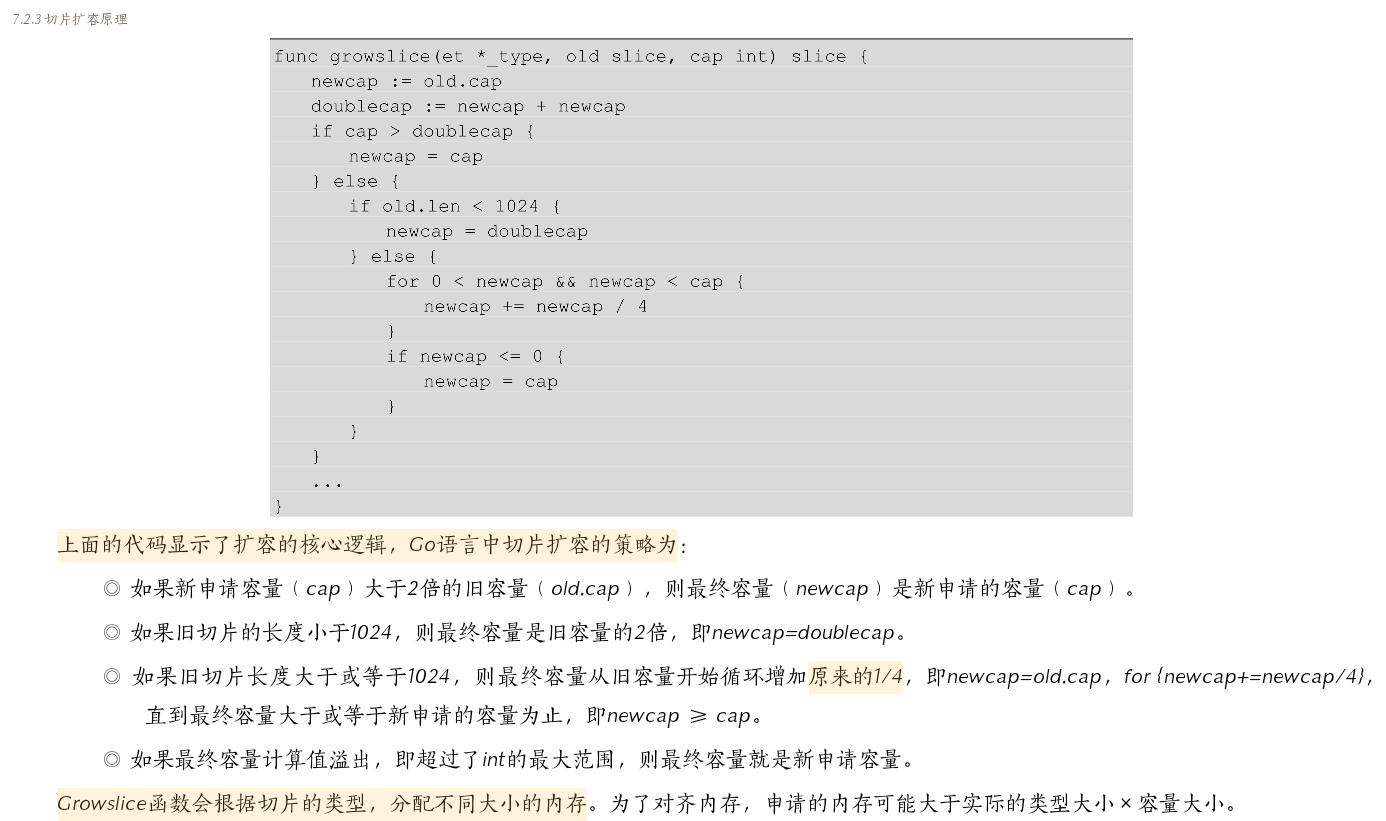 7.2.3切片扩容原理
func growslice(et *_type, old slice, cap int) slice {
newcap := old.cap
doublecap := newcap + newcap
if cap > doublecap {
newcap = cap
} else {
if old.len < 1024 {
newcap = doublecap
} else {
for 0 < newcap && newcap < cap {
newcap += newcap / 4
}
if newcap <= 0 {
newcap = cap
}
}
}
...
}
上面的代码显示了扩容的核心逻辑，Go语言中切片扩容的策略为：
◎ 如果新申请容量（cap）大于2倍的旧容量（old.cap），则最终容量（newcap）是新申请的容量（cap）。
◎ 如果旧切片的长度小于1024，则最终容量是旧容量的2倍，即newcap=doublecap。
◎ 如果旧切片长度大于或等于1024，则最终容量从旧容量开始循环增加原来的1/4，即newcap=old.cap，for {newcap+=newcap/4}，
直到最终容量大于或等于新申请的容量为止，即newcap ⩾ cap。
◎ 如果最终容量计算值溢出，即超过了int的最大范围，则最终容量就是新申请容量。
Growslice函数会根据切片的类型，分配不同大小的内存。为了对齐内存，申请的内存可能大于实际的类型大小 × 容量大小。